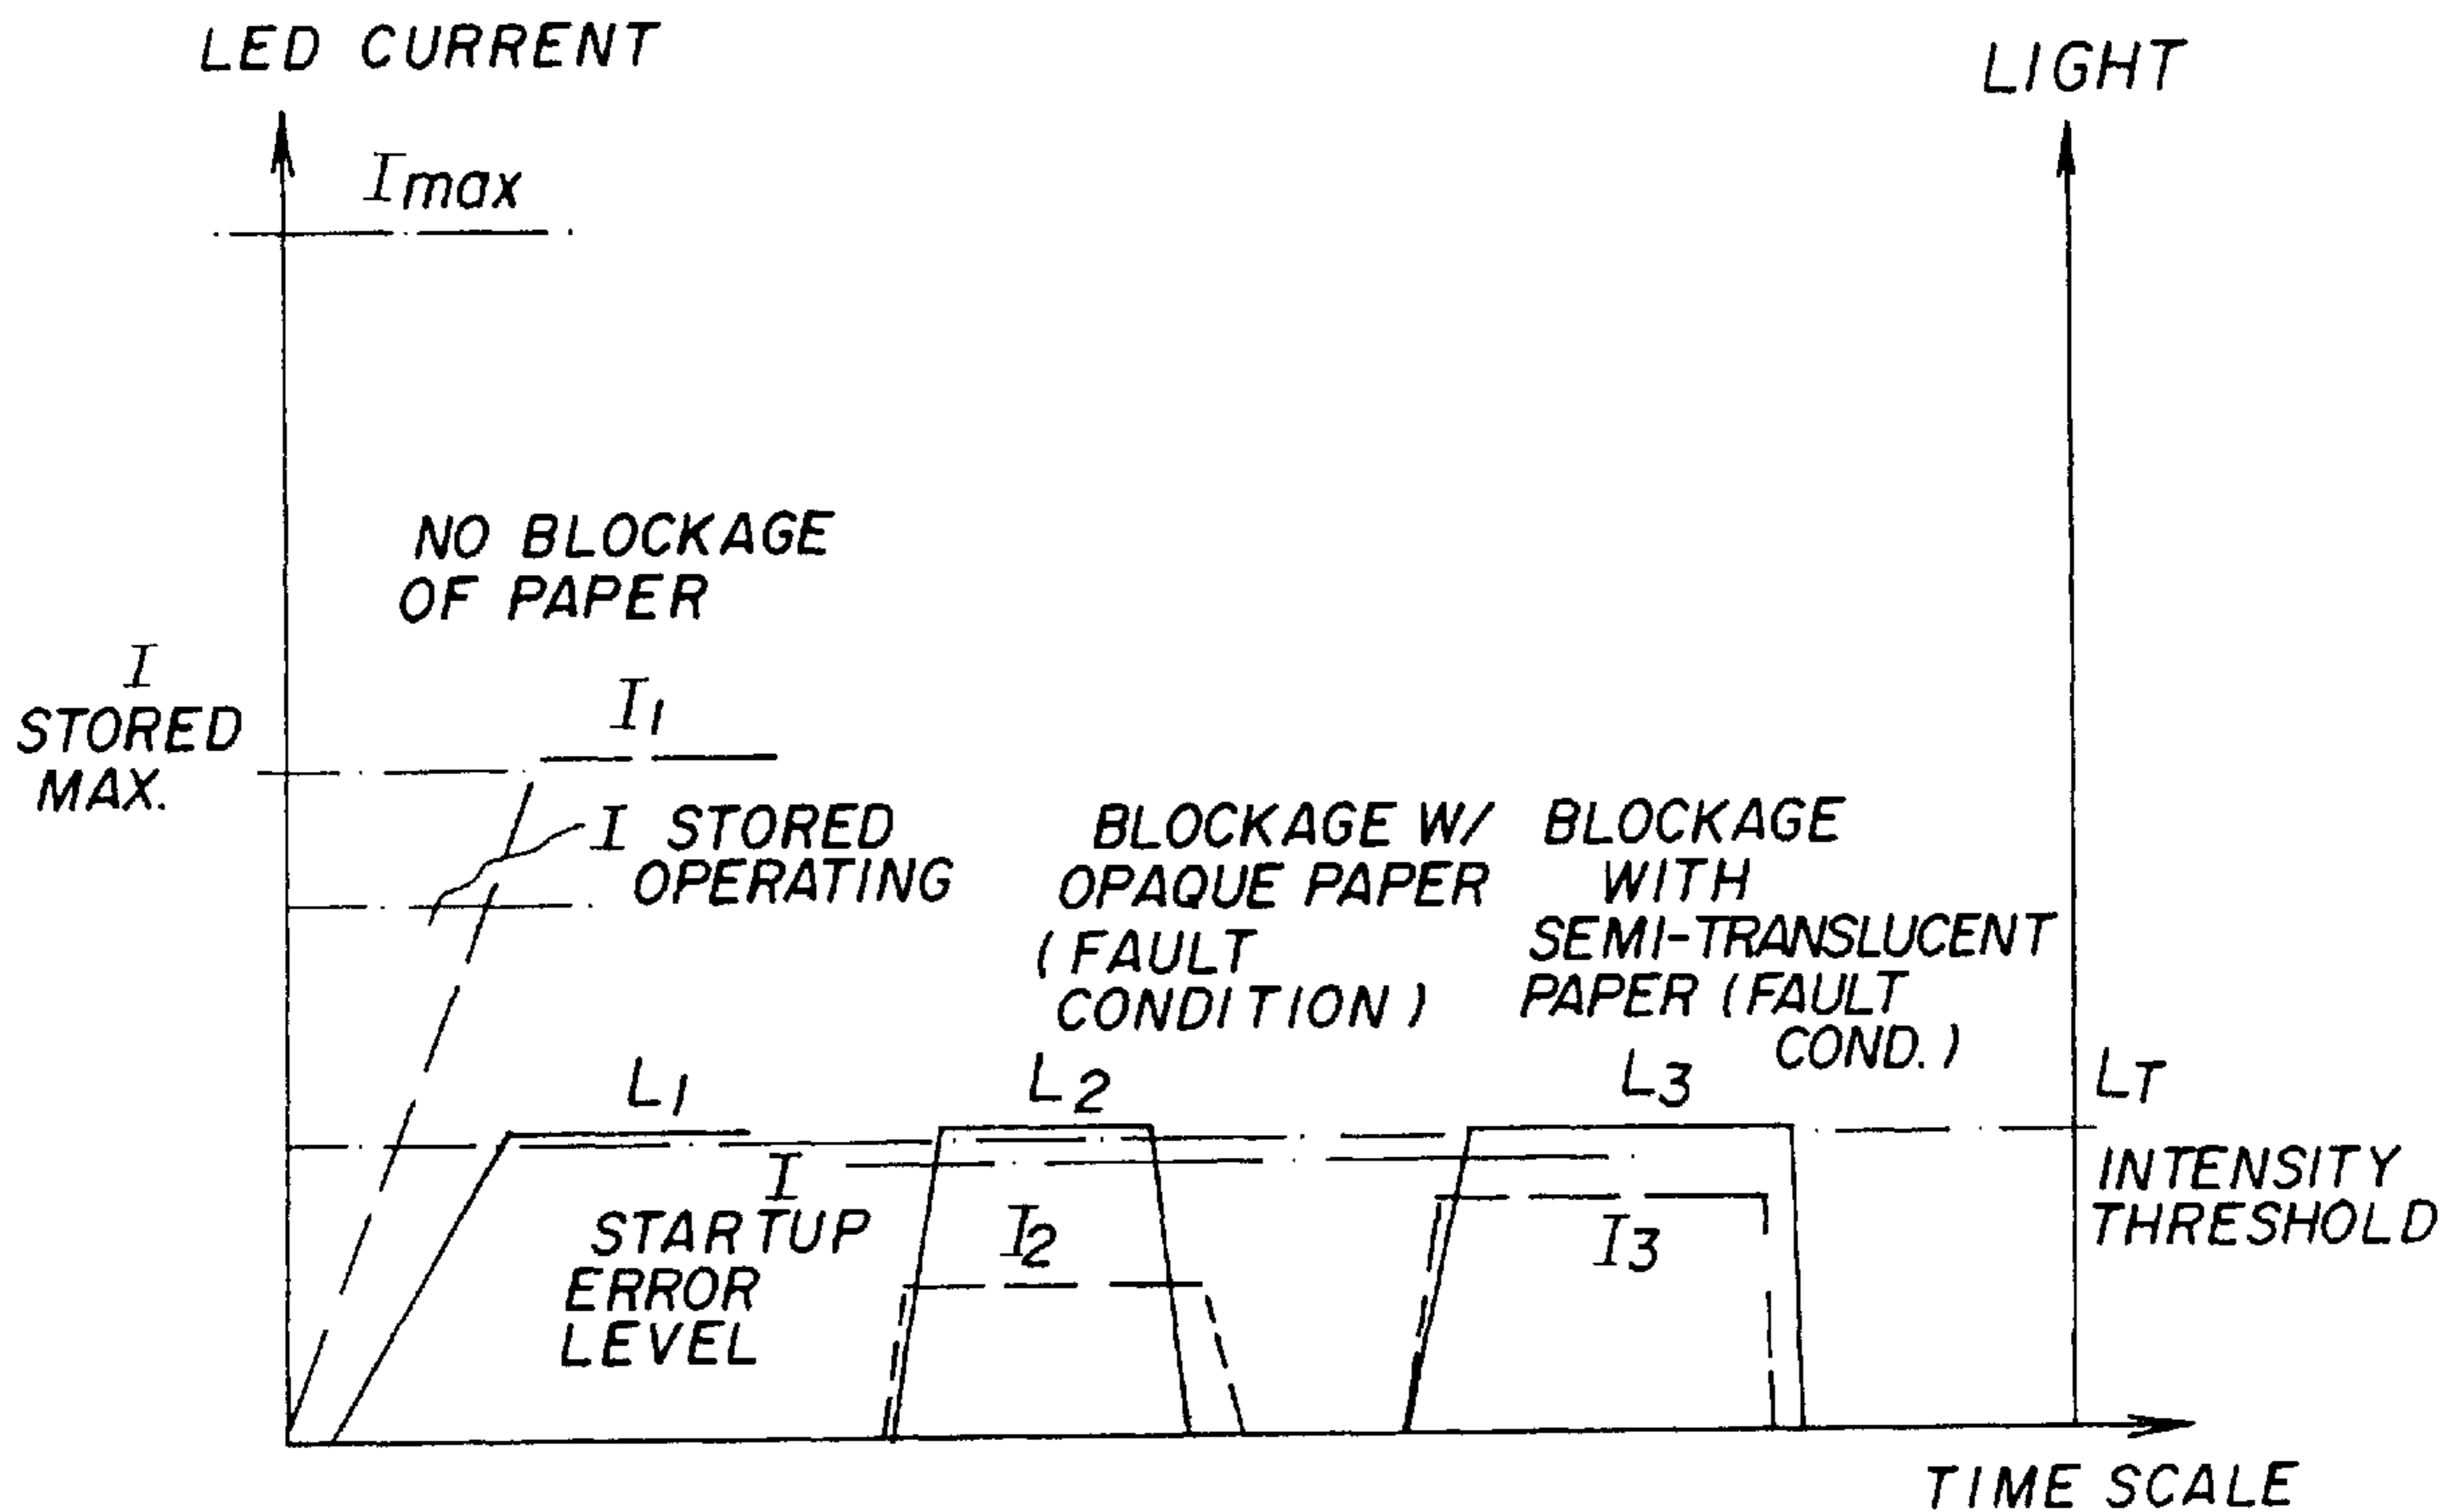 LED CURRENT
LIGHT
Imax
NO BLOCKAGE
OF PAPER
I
STORED
MAX.
I1
I STORED
OPERATING
BLOCKAGE W/
OPAQUE PAPER
(FAULT
CONDITION)
BLOCKAGE
WITH
SEMI-TRANSLUCENT
PAPER (FAULT
COND.)
L1
L2
L3
LT
INTENSITY
THRESHOLD
I
STARTUP
ERROR
LEVEL
I2
I3
TIME SCALE